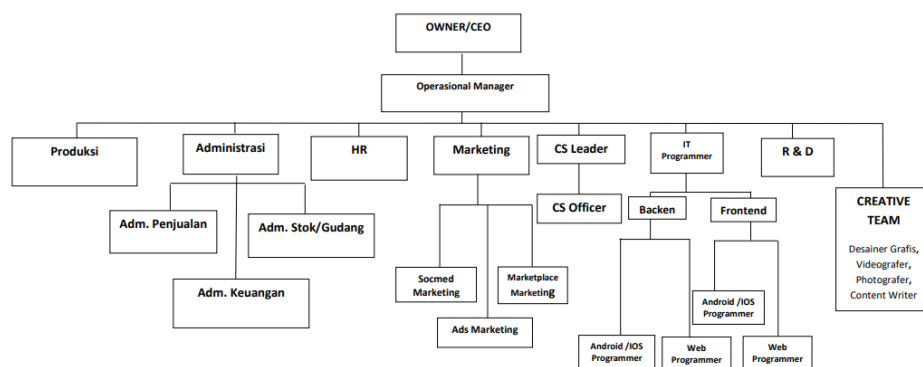 OWNER/CEO
Operasional Manager
Produksi
Administrasi
HR
Marketing
CS Leader
IT
Programmer
R & D
CREATIVE
TEAM
Desainer Grafis,
Videografer,
Photografer,
Content Writer
Adm. Penjualan
Adm. Stok/Gudang
Adm. Keuangan
CS Officer
Backen
Frontend
Socmed
Marketing
Marketplace
Marketing
Ads Marketing
Android /IOS
Programmer
Web
Programmer
Android /IOS
Programmer
Web
Programmer